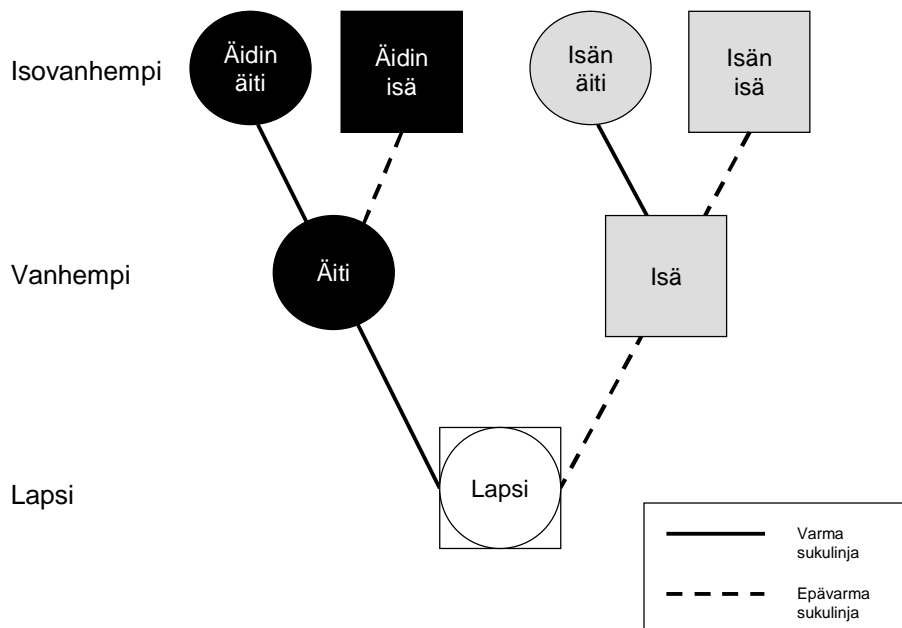 Isovanhempi
Äidin
äiti
Äidin
isä
Isän
äiti
Isän
isä
Vanhempi
Äiti
Isä
Lapsi
Lapsi
Varma
sukulinja
Epävarma
sukulinja